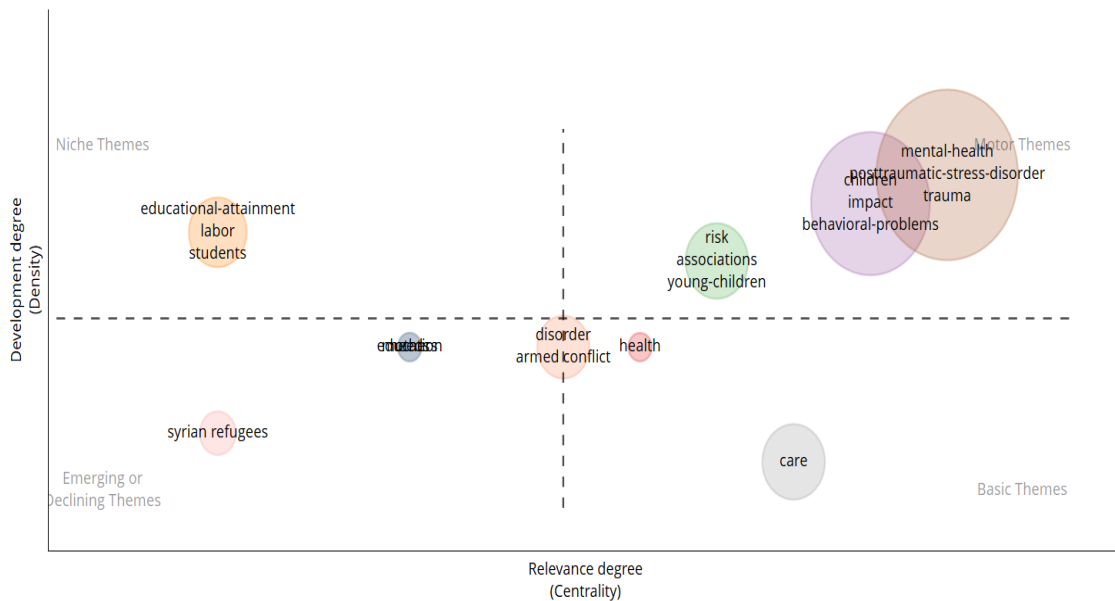 Niche Themes
Motor Themes
mental-health
posttraumatic-stress-disorder
trauma
children
impact
behavioral-problems
educational-attainment
labor
students
risk
associations
young-children
disorder
armed conflict
health
education
syrian refugees
care
Emerging or
Declining Themes
Basic Themes
Development degree
(Density)
Relevance degree
(Centrality)